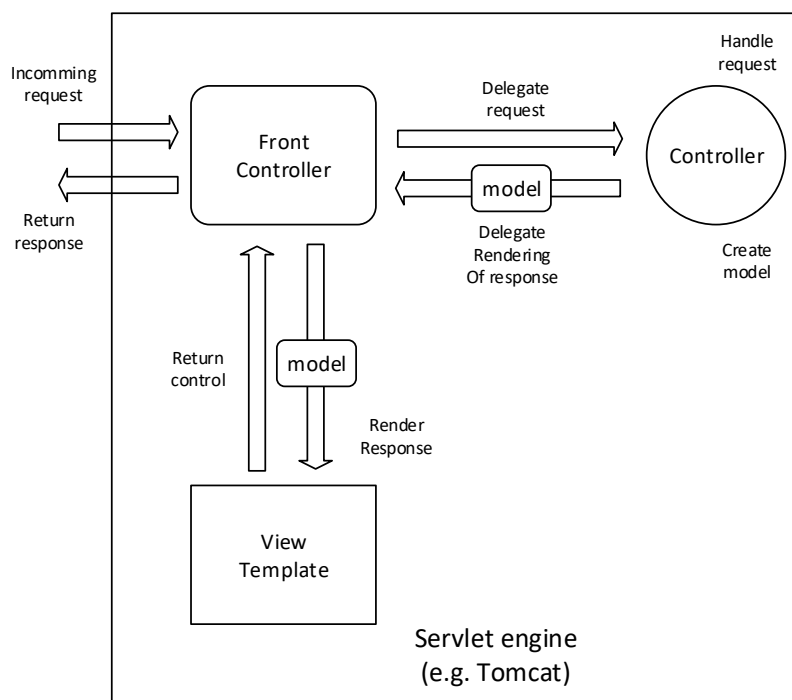 Incomming
request
Front
Controller
Delegate
request
Handle
request
Controller
Return
response
model
Delegate
Rendering
Of response
Create
model
Return
control
model
Render
Response
View
Template
Servlet engine
(e.g. Tomcat)